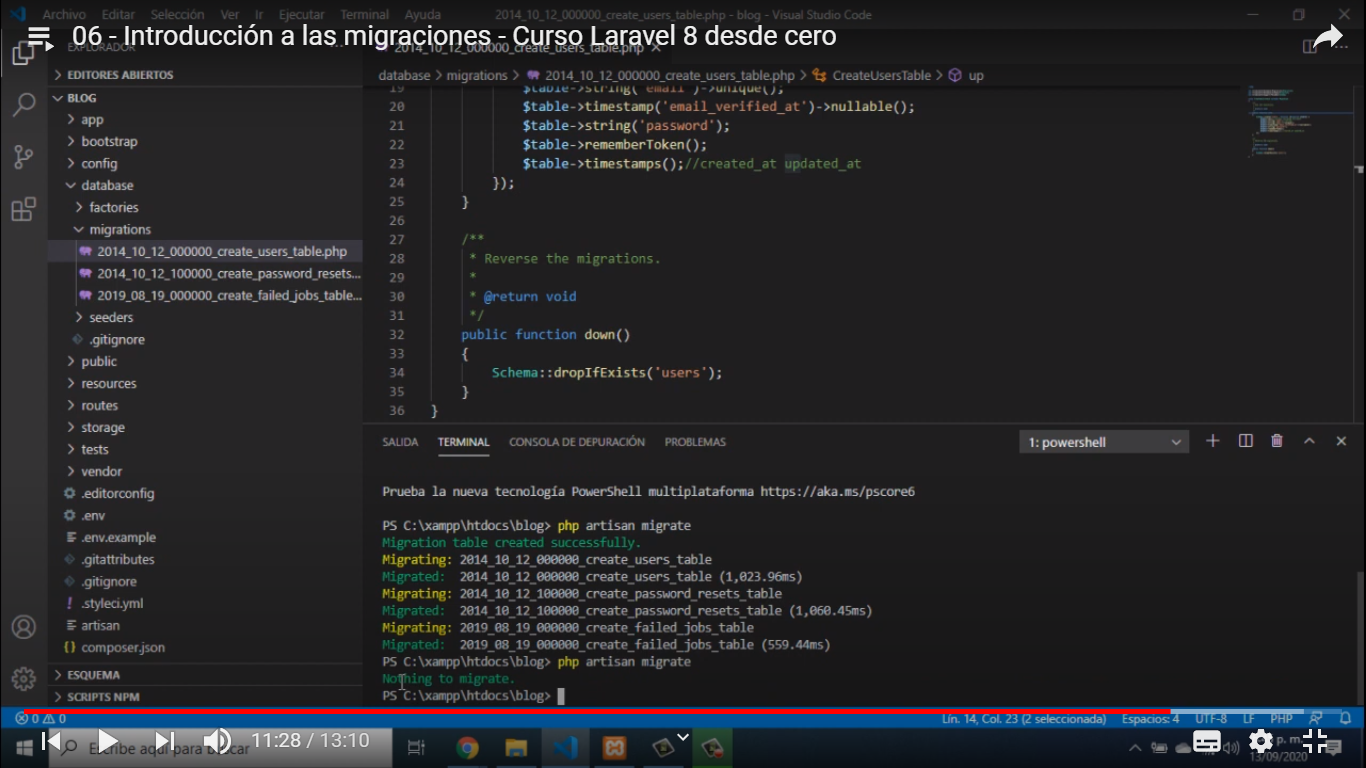 Archivo Editar Selección Ver Ir Ejecutar Terminal Ayuda 2014_10_12_000000_create_users_table.php - blog - Visual Studio Code
06 - Introducción a las migraciones - Curso Laravel 8 desde cero
EXPLORADOR
2014_10_12_000000_create_users_table.php
EDITORES ABIERTOS
BLOG
app
bootstrap
config
database
factories
migrations
2014_10_12_000000_create_users_table.php
2014_10_12_100000_create_password_resets...
2019_08_19_000000_create_failed_jobs_table...
seeders
.gitignore
public
resources
routes
storage
tests
vendor
.editorconfig
.env
.env.example
.gitattributes
.gitignore
.styleci.yml
artisan
composer.json
ESQUEMA
SCRIPTS NPM
database > migrations > 2014_10_12_000000_create_users_table.php > CreateUsersTable > up
19 $table->string('email')->unique();
20 $table->timestamp('email_verified_at')->nullable();
21 $table->string('password');
22 $table->rememberToken();
23 $table->timestamps();//created_at updated_at
24 });
25 }
26
27 /**
28 * Reverse the migrations.
29 *
30 * @return void
31 */
32 public function down()
33 {
34 Schema::dropIfExists('users');
35 }
36 }
SALIDA TERMINAL CONSOLA DE DEPURACIÓN PROBLEMAS 1: powershell
Prueba la nueva tecnología PowerShell multiplataforma https://aka.ms/pscore6
PS C:\xampp\htdocs\blog> php artisan migrate
Migration table created successfully.
Migrating: 2014_10_12_000000_create_users_table
Migrated: 2014_10_12_000000_create_users_table (1,023.96ms)
Migrating: 2014_10_12_100000_create_password_resets_table
Migrated: 2014_10_12_100000_create_password_resets_table (1,060.45ms)
Migrating: 2019_08_19_000000_create_failed_jobs_table
Migrated: 2019_08_19_000000_create_failed_jobs_table (559.44ms)
PS C:\xampp\htdocs\blog> php artisan migrate
Nothing to migrate.
PS C:\xampp\htdocs\blog>
0 0 Lín. 14, Col. 23 (2 seleccionada) Espacios: 4 UTF-8 LF PHP
Escribe aquí para buscar
11:28 / 13:10
p. m.
13/09/2020